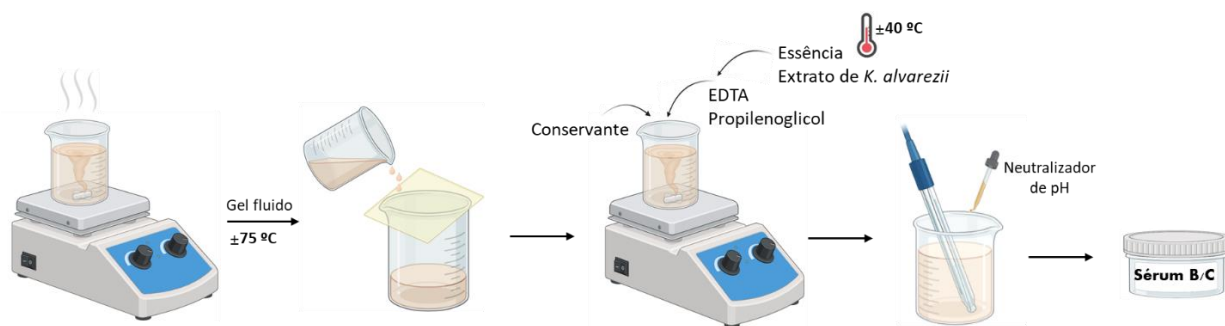 Gel fluido
±75 ºC
Conservante
EDTA
Propilenoglicol
Essência
Extrato de K. alvarezii
±40 ºC
Neutralizador
de pH
Sérum B/C